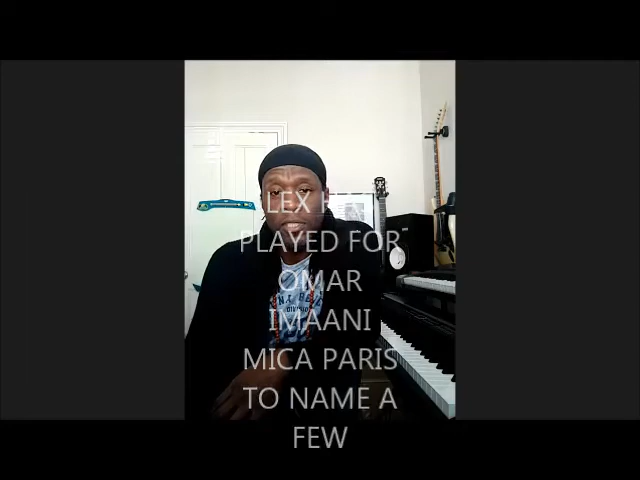 LEX
PLAYED FOR
OMAR
IMAANI
MICA PARIS
TO NAME A
FEW